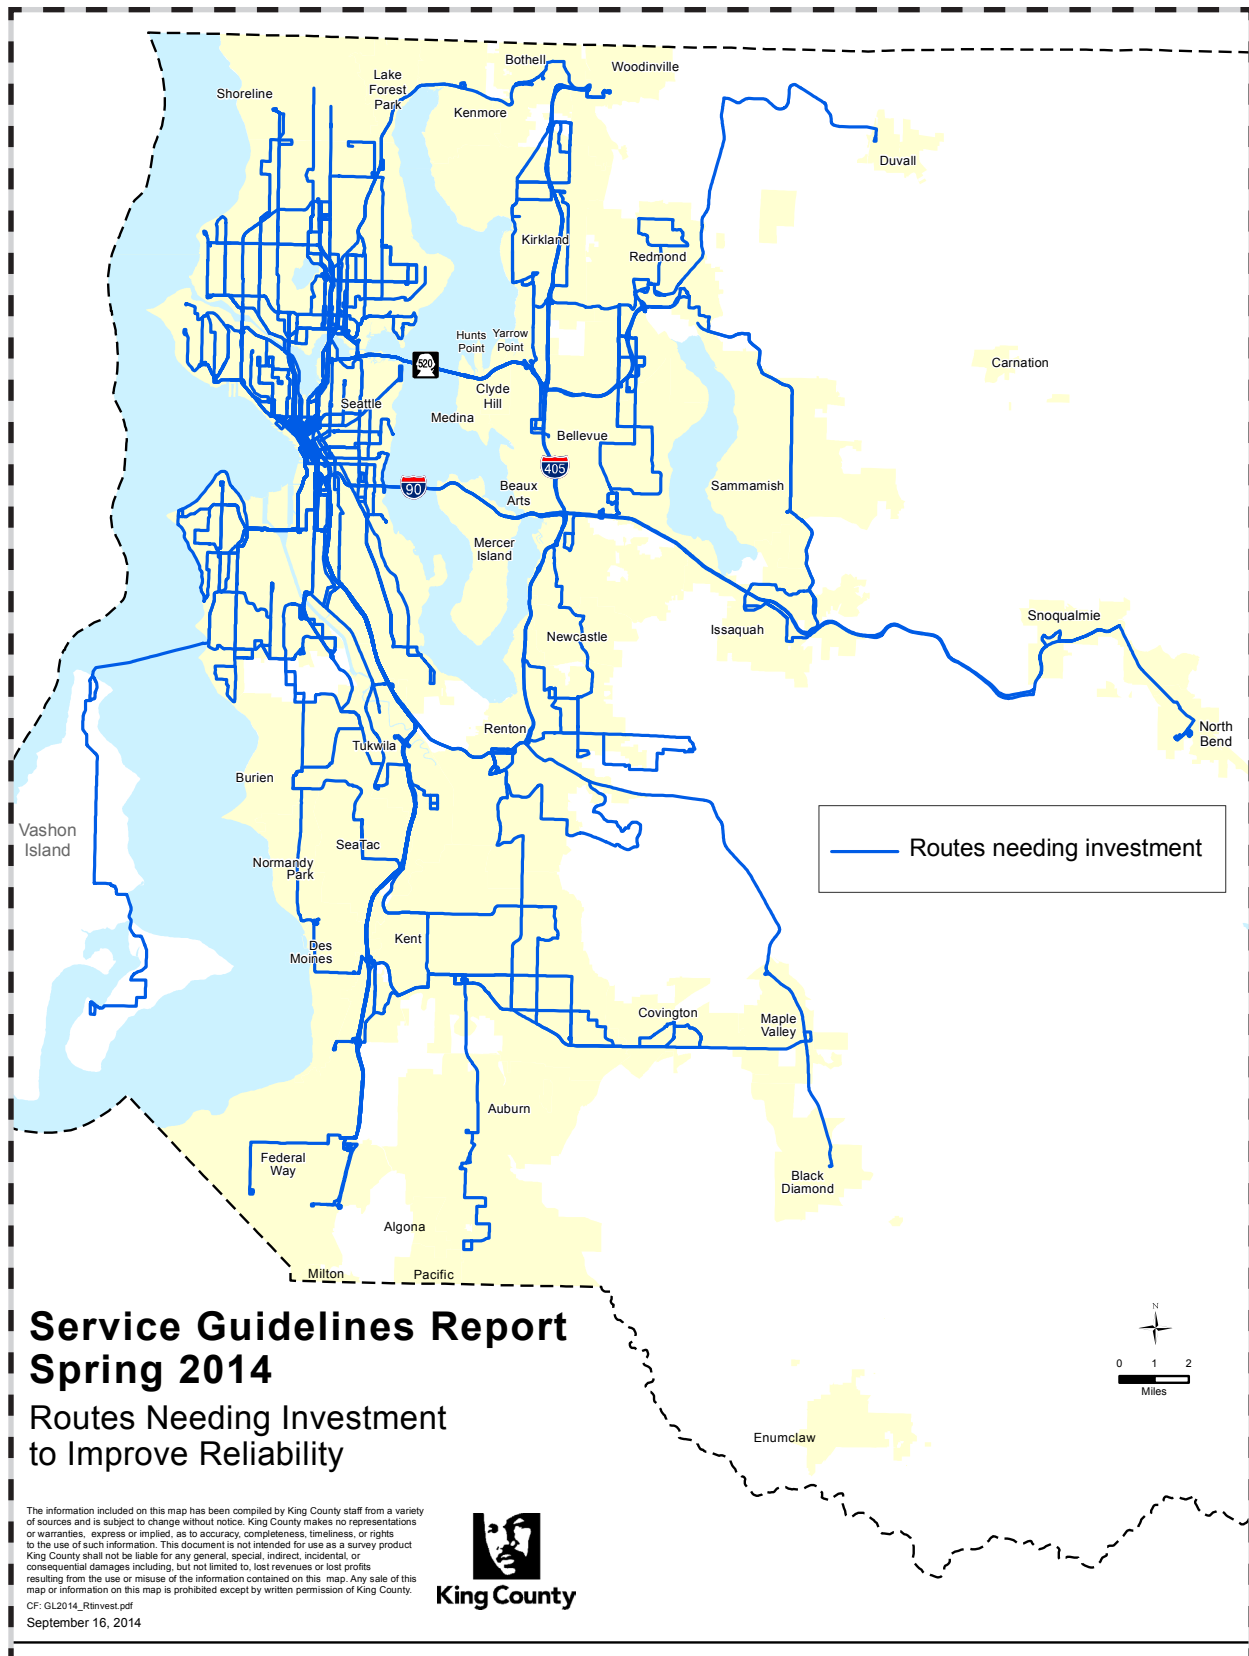 Bothell
Woodinville
Lake
Forest
Park
Shoreline
Kenmore
Duvall
Kirkland
Redmond
Hunts
Point
Yarrow
Point
520
Carnation
Clyde
Hill
Seattle
Medina
Bellevue
405
90
Beaux
Arts
Sammamish
Mercer
Island
Snoqualmie
Issaquah
Newcastle
Renton
North
Bend
Tukwila
Burien
Vashon
Island
SeaTac
Routes needing investment
Normandy
Park
Kent
Des
Moines
Covington
Maple
Valley
Auburn
Federal
Way
Black
Diamond
Algona
Milton
Pacific
Service Guidelines Report
Spring 2014
Routes Needing Investment
to Improve Reliability
N
0 1 2
Miles
Enumclaw
The information included on this map has been compiled by King County staff from a variety
of sources and is subject to change without notice. King County makes no representations
or warranties, express or implied, as to accuracy, completeness, timeliness, or rights
to the use of such information. This document is not intended for use as a survey product
King County shall not be liable for any general, special, indirect, incidental, or
consequential damages including, but not limited to, lost revenues or lost profits
resulting from the use or misuse of the information contained on this map. Any sale of this
map or information on this map is prohibited except by written permission of King County.
CF: GL2014_Rtinvest.pdf
September 16, 2014
King County